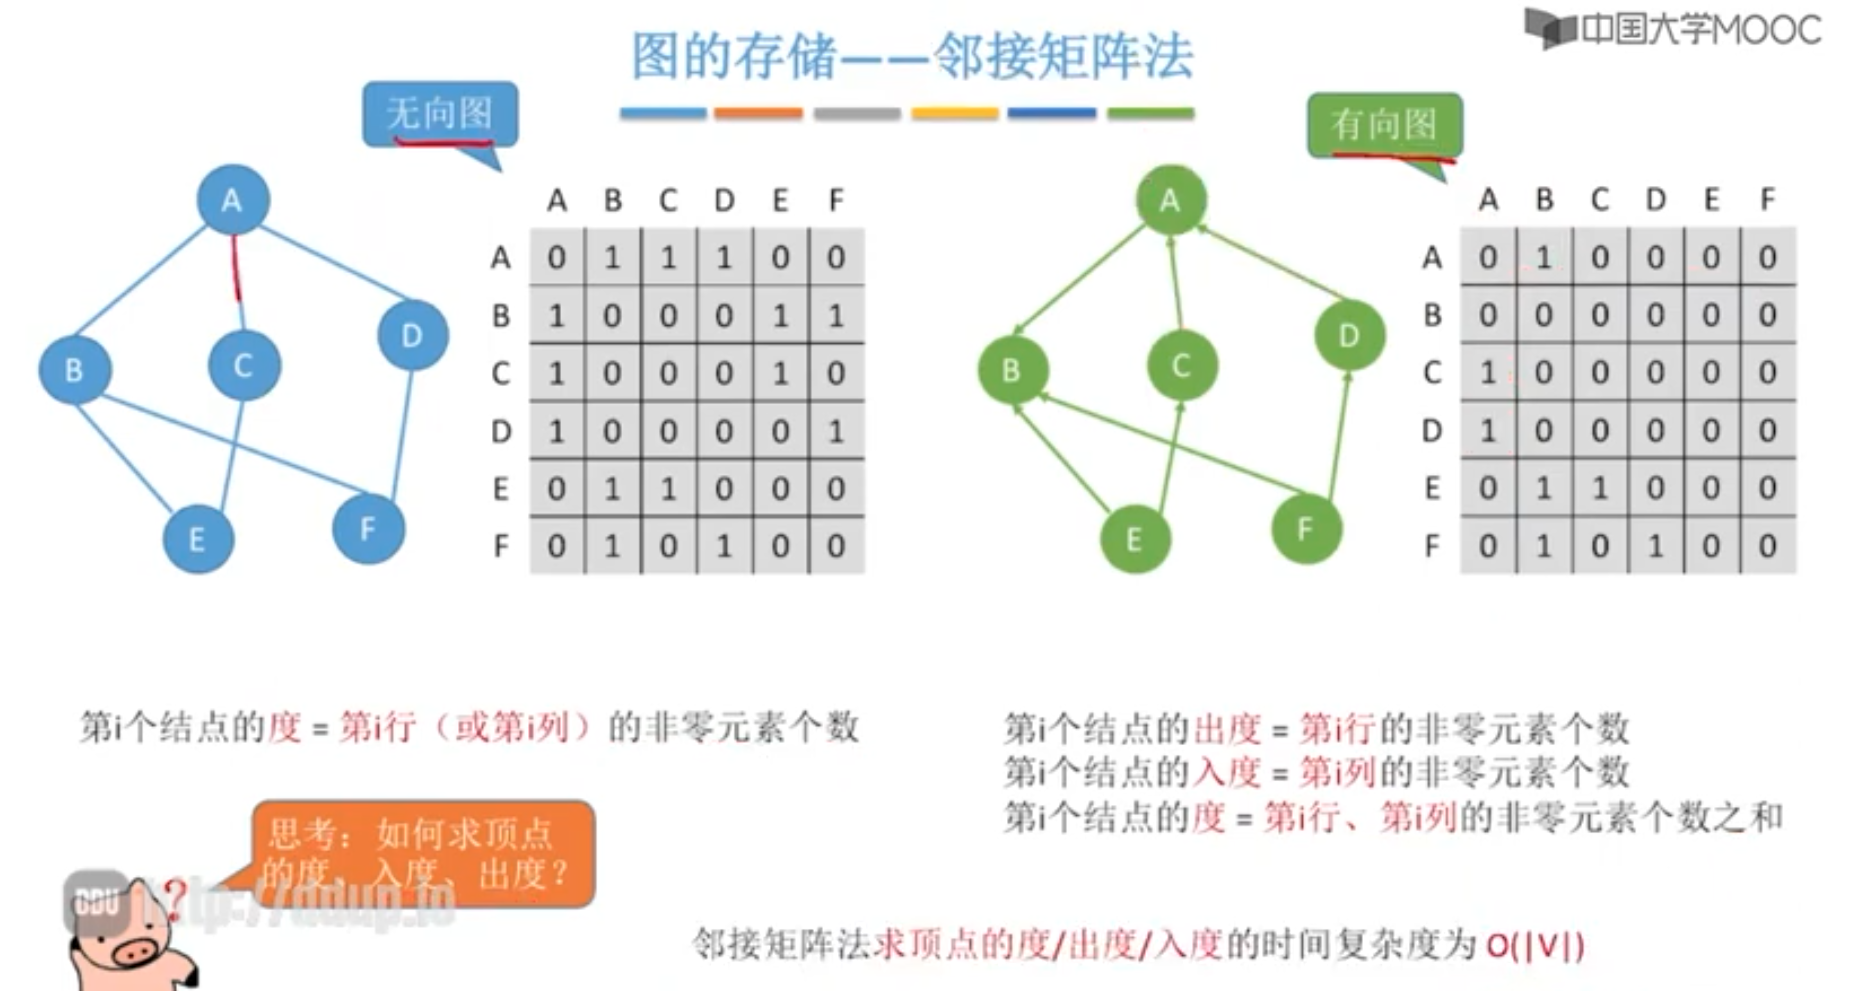 中国大学MOOC
图的存储——邻接矩阵法
无向图
A
B
C
D
E
F
A B C D E F
A 0 1 1 1 0 0
B 1 0 0 0 1 1
C 1 0 0 0 1 0
D 1 0 0 0 0 1
E 0 1 1 0 0 0
F 0 1 0 1 0 0
有向图
A
B
C
D
E
F
A B C D E F
A 0 1 0 0 0 0
B 0 0 0 0 0 0
C 1 0 0 0 0 0
D 1 0 0 0 0 0
E 0 1 1 0 0 0
F 0 1 0 1 0 0
第i个结点的度 = 第i行（或第i列）的非零元素个数
第i个结点的出度 = 第i行的非零元素个数
第i个结点的入度 = 第i列的非零元素个数
第i个结点的度 = 第i行、第i列的非零元素个数之和
思考：如何求顶点
的度、入度、出度？
?
DDU http://ddup.io
邻接矩阵法求顶点的度/出度/入度的时间复杂度为 O(|V|)